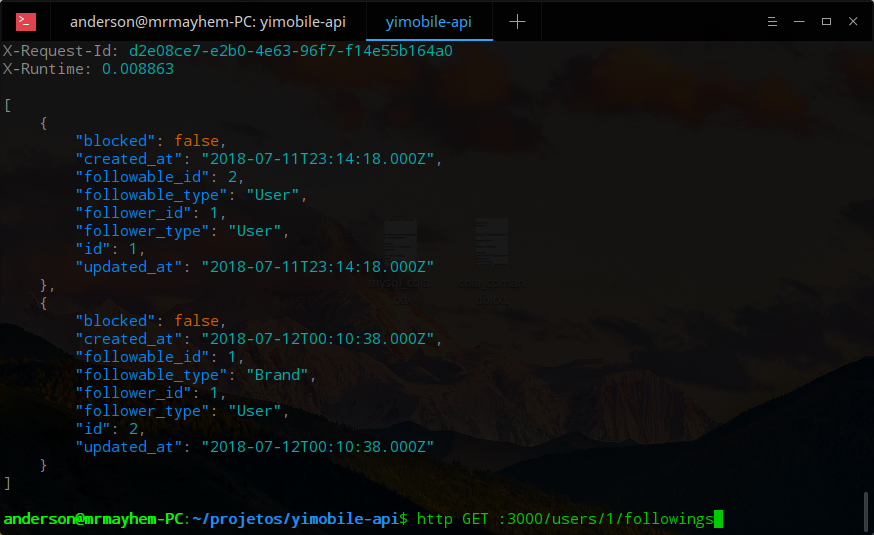 anderson@mrmayhem-PC: yimobile-api
yimobile-api
X-Request-Id: d2e08ce7-e2b0-4e63-96f7-f14e55b164a0
X-Runtime: 0.008863
[
{
"blocked": false,
"created_at": "2018-07-11T23:14:18.000Z",
"followable_id": 2,
"followable_type": "User",
"follower_id": 1,
"follower_type": "User",
"id": 1,
"updated_at": "2018-07-11T23:14:18.000Z"
},
{
"blocked": false,
"created_at": "2018-07-12T00:10:38.000Z",
"followable_id": 1,
"followable_type": "Brand",
"follower_id": 1,
"follower_type": "User",
"id": 2,
"updated_at": "2018-07-12T00:10:38.000Z"
}
]
anderson@mrmayhem-PC:~/projetos/yimobile-api$ http GET :3000/users/1/followings